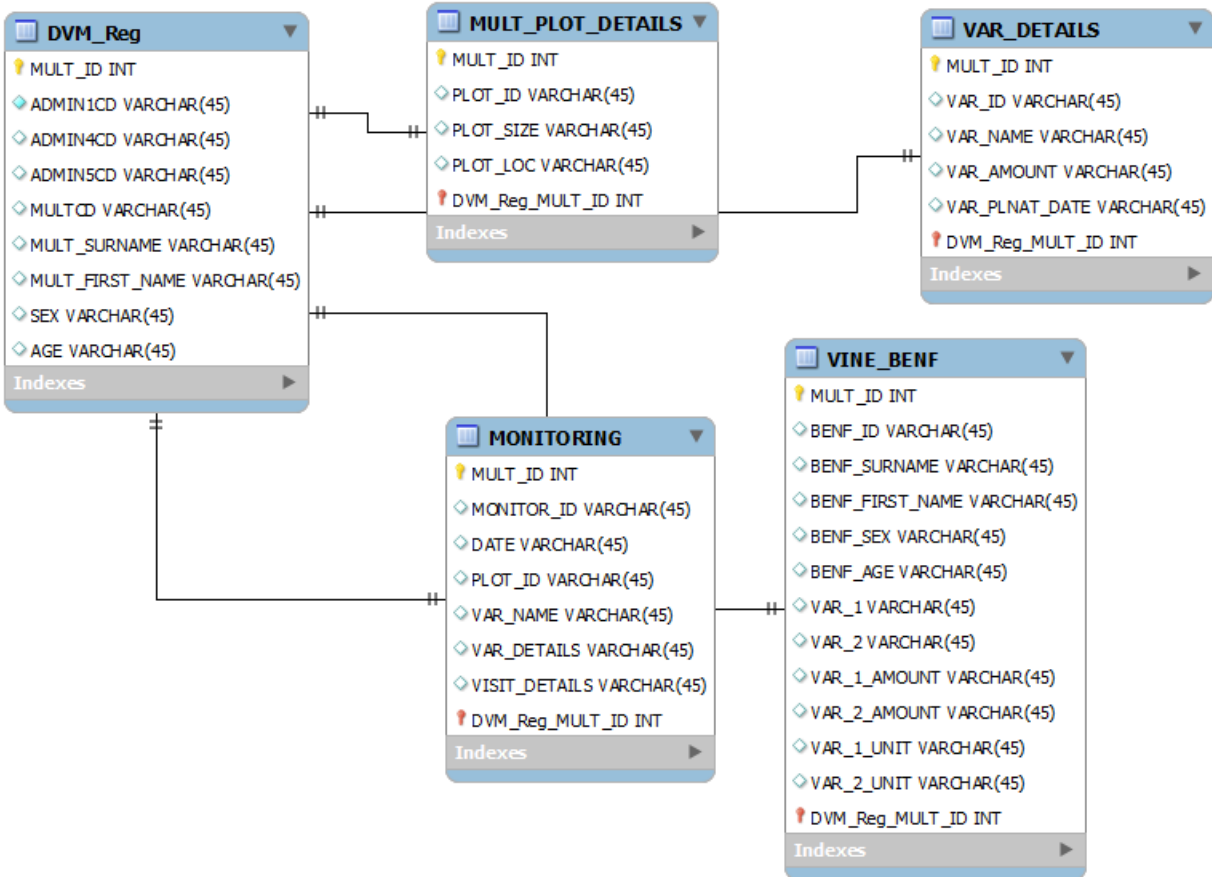 DVM_Reg
MULT_ID INT
ADMIN1CD VARCHAR(45)
ADMIN4CD VARCHAR(45)
ADMIN5CD VARCHAR(45)
MULTCD VARCHAR(45)
MULT_SURNAME VARCHAR(45)
MULT_FIRST_NAME VARCHAR(45)
SEX VARCHAR(45)
AGE VARCHAR(45)
Indexes
MULT_PLOT_DETAILS
MULT_ID INT
PLOT_ID VARCHAR(45)
PLOT_SIZE VARCHAR(45)
PLOT_LOC VARCHAR(45)
DVM_Reg_MULT_ID INT
Indexes
VAR_DETAILS
MULT_ID INT
VAR_ID VARCHAR(45)
VAR_NAME VARCHAR(45)
VAR_AMOUNT VARCHAR(45)
VAR_PLNAT_DATE VARCHAR(45)
DVM_Reg_MULT_ID INT
Indexes
MONITORING
MULT_ID INT
MONITOR_ID VARCHAR(45)
DATE VARCHAR(45)
PLOT_ID VARCHAR(45)
VAR_NAME VARCHAR(45)
VAR_DETAILS VARCHAR(45)
VISIT_DETAILS VARCHAR(45)
DVM_Reg_MULT_ID INT
Indexes
VINE_BENF
MULT_ID INT
BENF_ID VARCHAR(45)
BENF_SURNAME VARCHAR(45)
BENF_FIRST_NAME VARCHAR(45)
BENF_SEX VARCHAR(45)
BENF_AGE VARCHAR(45)
VAR_1 VARCHAR(45)
VAR_2 VARCHAR(45)
VAR_1_AMOUNT VARCHAR(45)
VAR_2_AMOUNT VARCHAR(45)
VAR_1_UNIT VARCHAR(45)
VAR_2_UNIT VARCHAR(45)
DVM_Reg_MULT_ID INT
Indexes